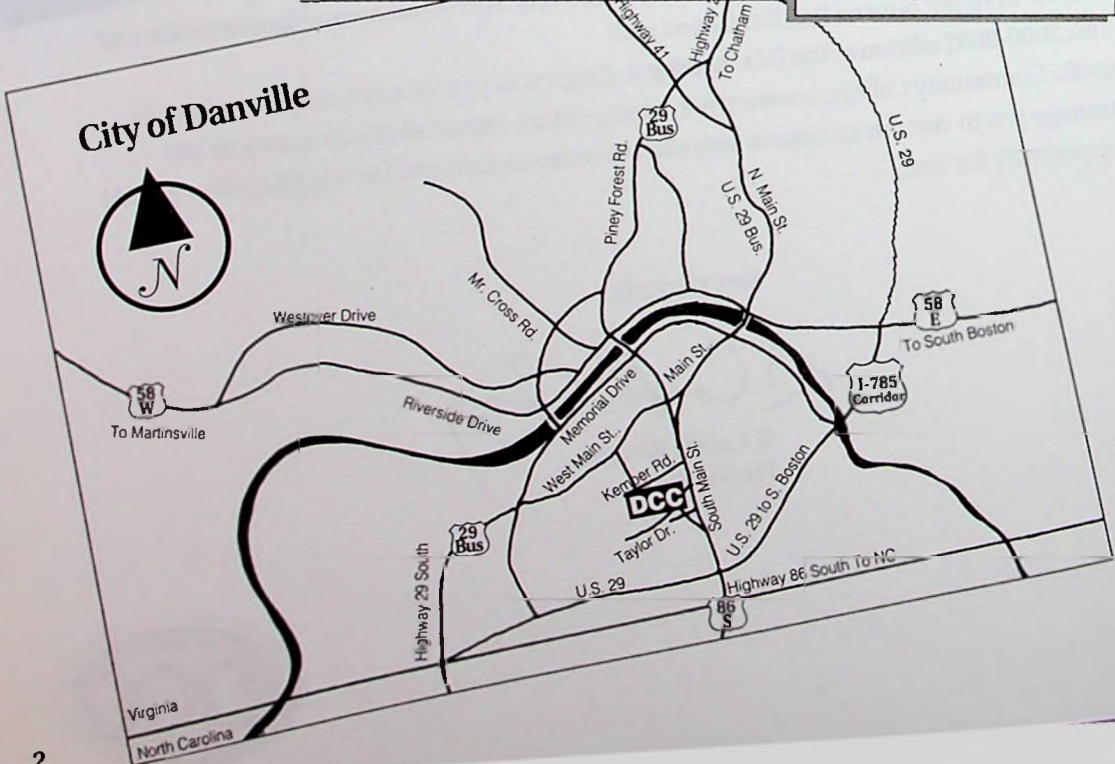 City of Danville
N
Highway 41
Highway
To Chatham
29
Bus
U.S. 29
Piney Forest Rd.
N Main St.
U.S. 29 Bus.
Mr. Cross Rd.
Westover Drive
58
E
To South Boston
58
W
To Martinsville
Riverside Drive
Memorial Drive
Main St.
I-785
Corridor
West Main St.
Kemper Rd.
DCC
South Main St
Taylor Dr.
U.S. 29 to S. Boston
29
Bus
Highway 29 South
U.S. 29
Highway 86 South To NC
86
S
Virginia
North Carolina
2